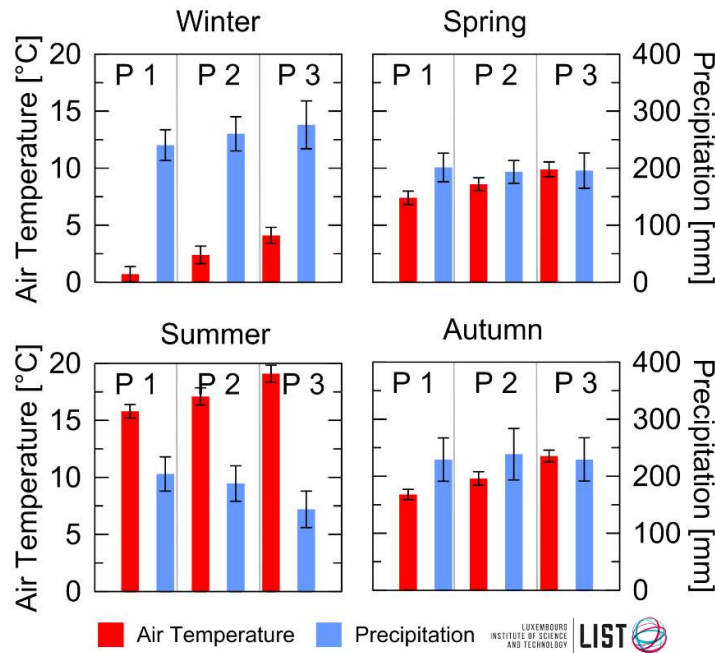 Winter
Spring
Air Temperature [°C]
20
15
10
5
0
P 1
P 2
P 3
P 1
P 2
P 3
400
300
200
100
0
Precipitation [mm]
Summer
Autumn
Air Temperature [°C]
20
15
10
5
0
P 1
P 2
P 3
P 1
P 2
P 3
400
300
200
100
0
Precipitation [mm]
Air Temperature
Precipitation
LUXEMBOURG
INSTITUTE OF SCIENCE
AND TECHNOLOGY
LIST